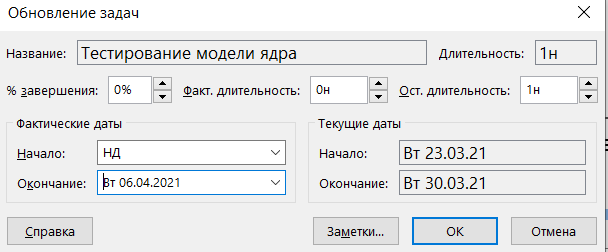 Обновление задач
Название: Тестирование модели ядра Длительность: 1н
% завершения: 0% Факт. длительность: 0н Ост. длительность: 1н
Фактические даты Текущие даты
Начало: НД Начало: Вт 23.03.21
Окончание: Вт 06.04.2021 Окончание: Вт 30.03.21
Справка Заметки... ОК Отмена